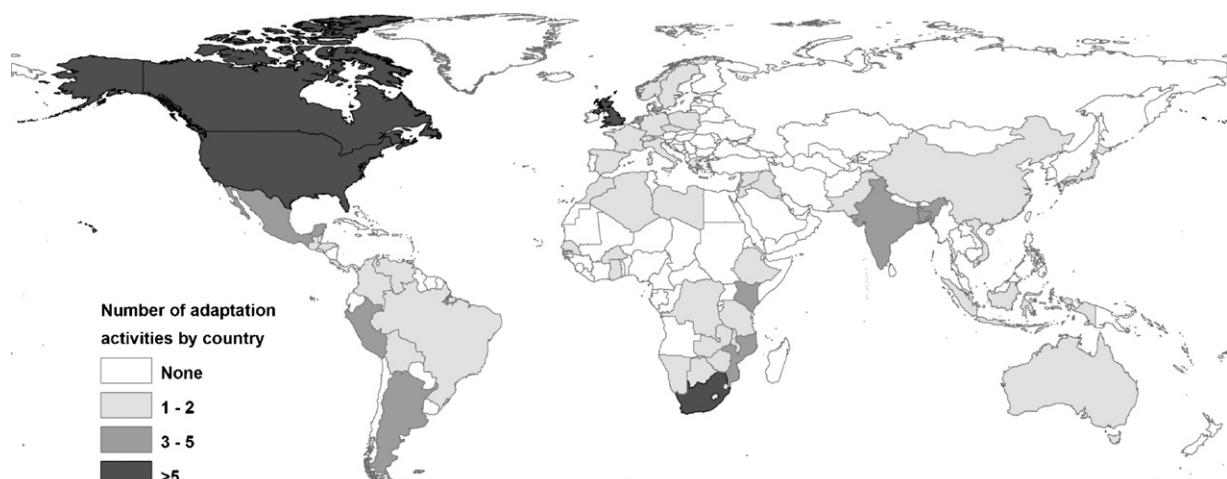 Number of adaptation
activities by country
None
1 - 2
3 - 5
>5